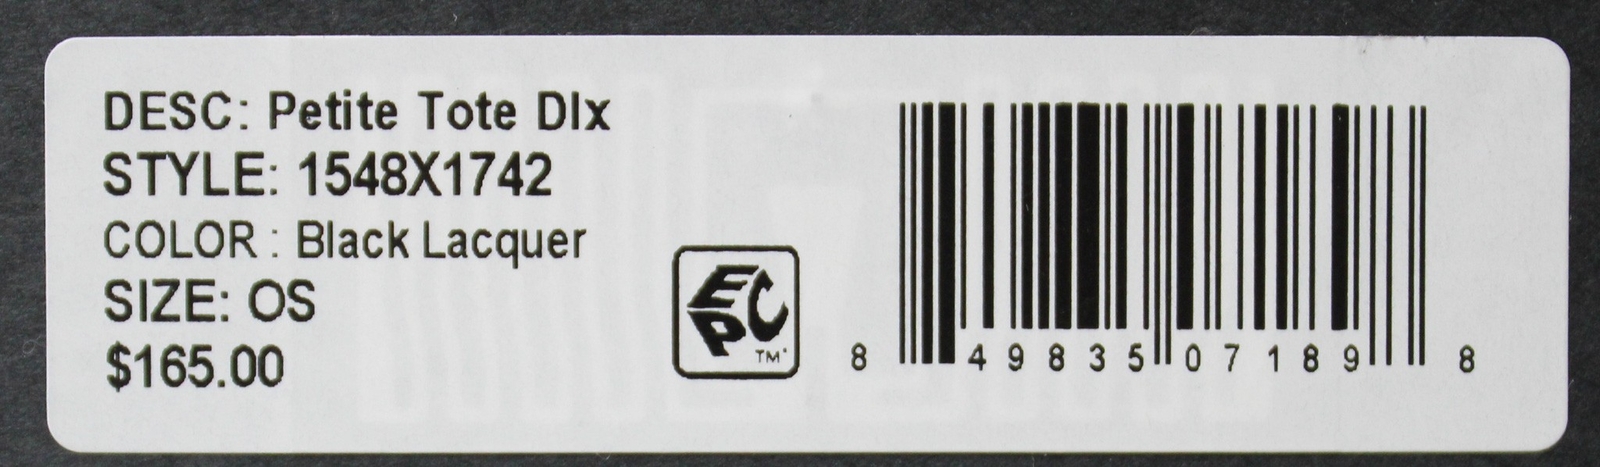 DESC: Petite Tote Dlx
STYLE: 1548X1742
COLOR : Black Lacquer
SIZE: OS
$165.00
EPC
TM
8 49835 07189 8